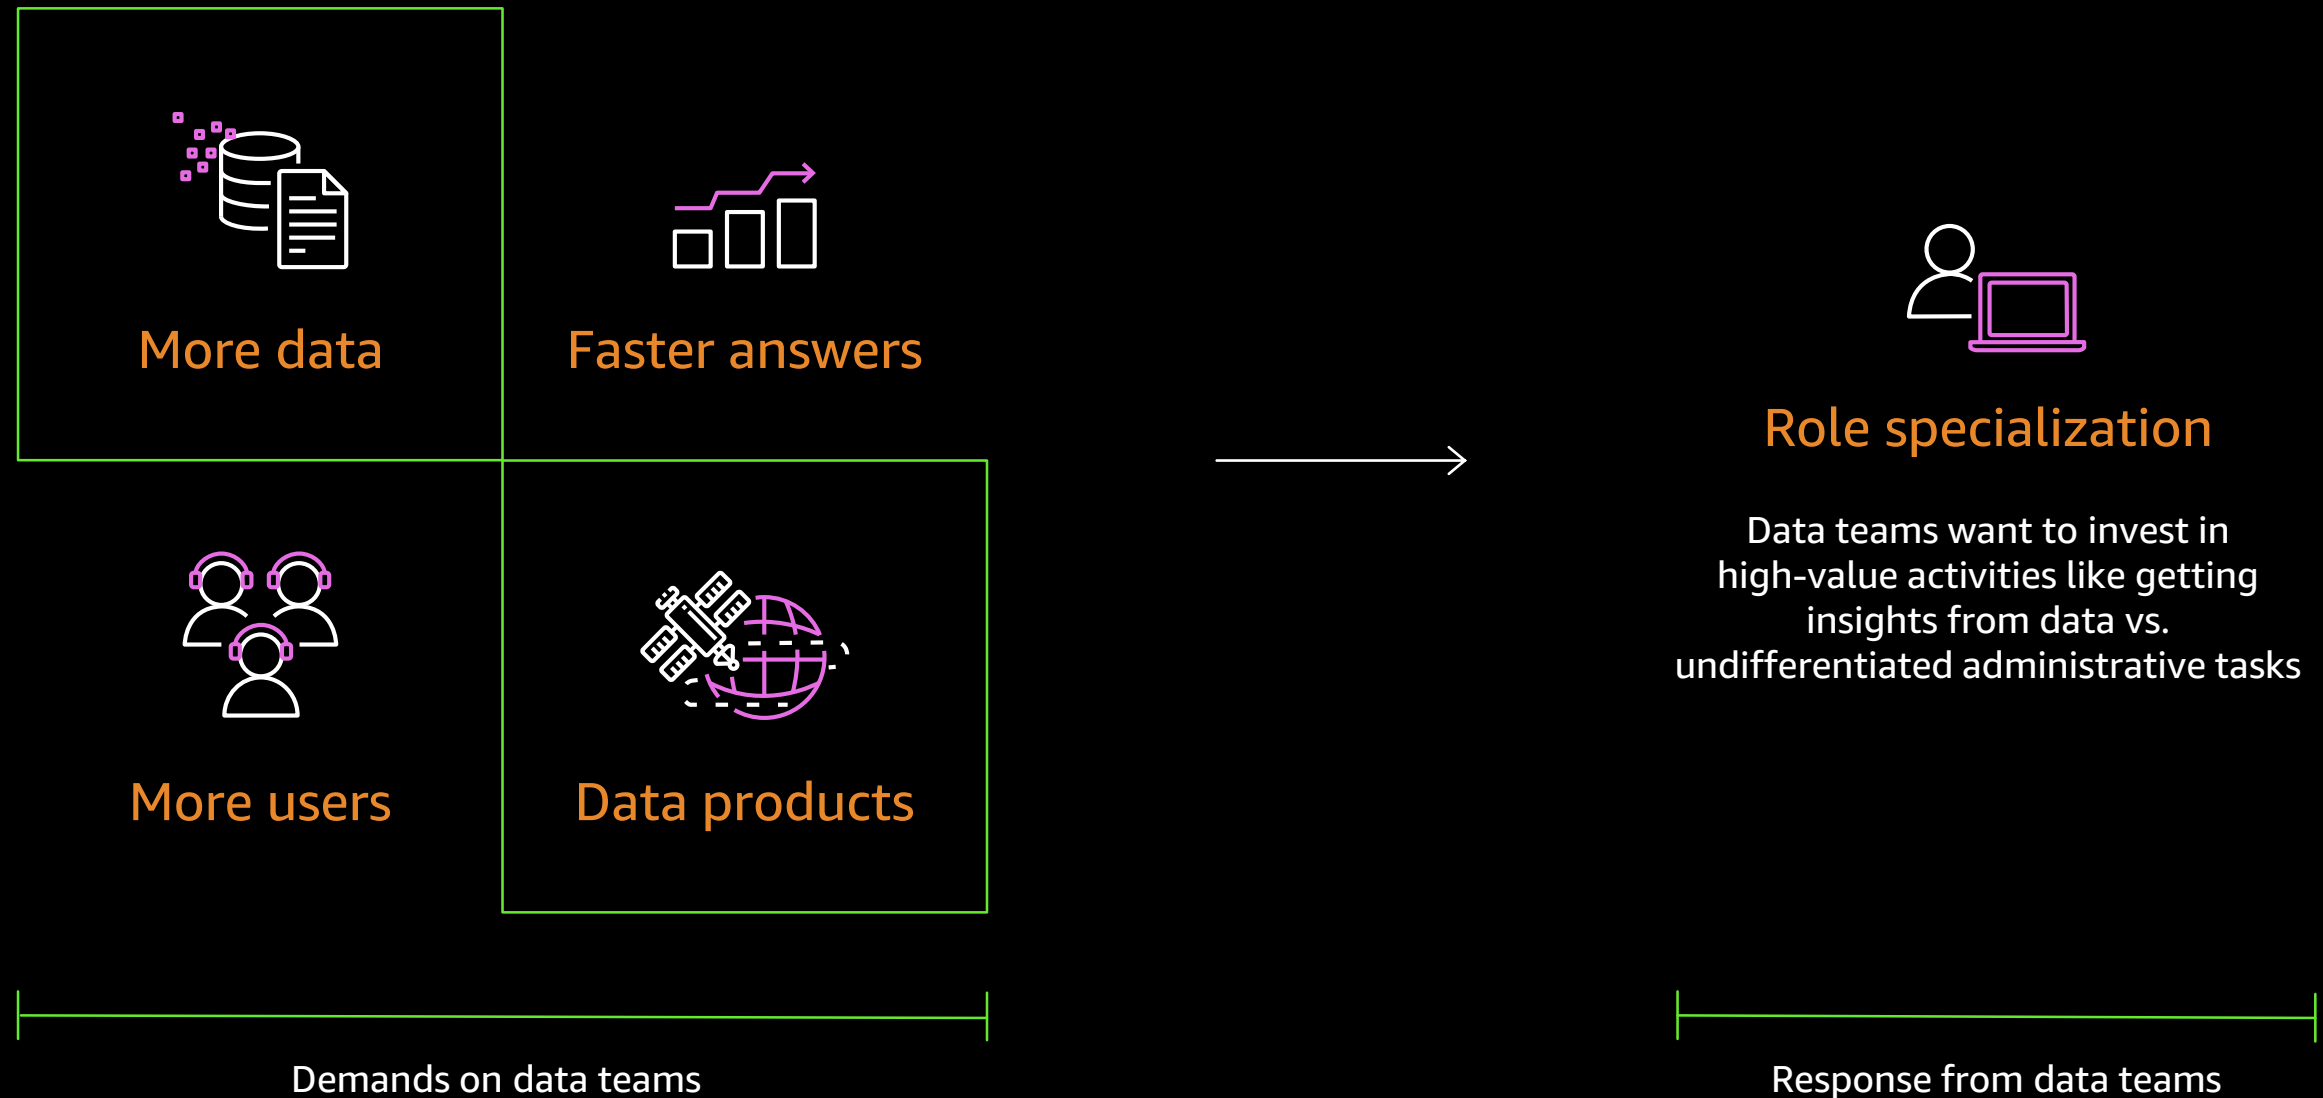 More data
Faster answers
More users
Data products
Demands on data teams
Role specialization
Data teams want to invest in
high-value activities like getting
insights from data vs.
undifferentiated administrative tasks
Response from data teams